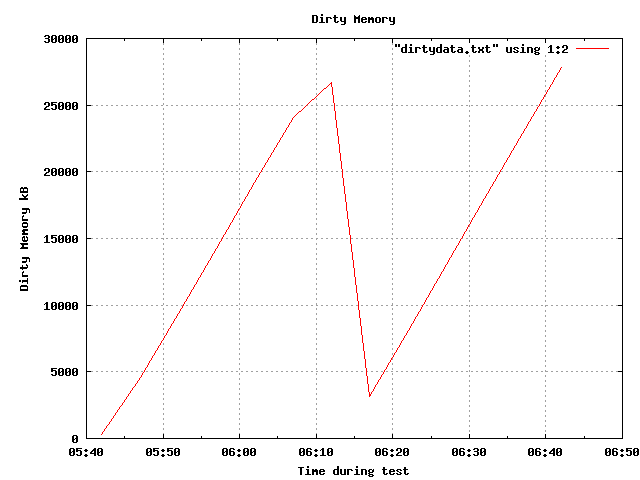 Dirty Memory
"dirtydata.txt" using 1:2
30000
25000
20000
15000
10000
5000
0
Dirty Memory kB
05:40 05:50 06:00 06:10 06:20 06:30 06:40 06:50
Time during test